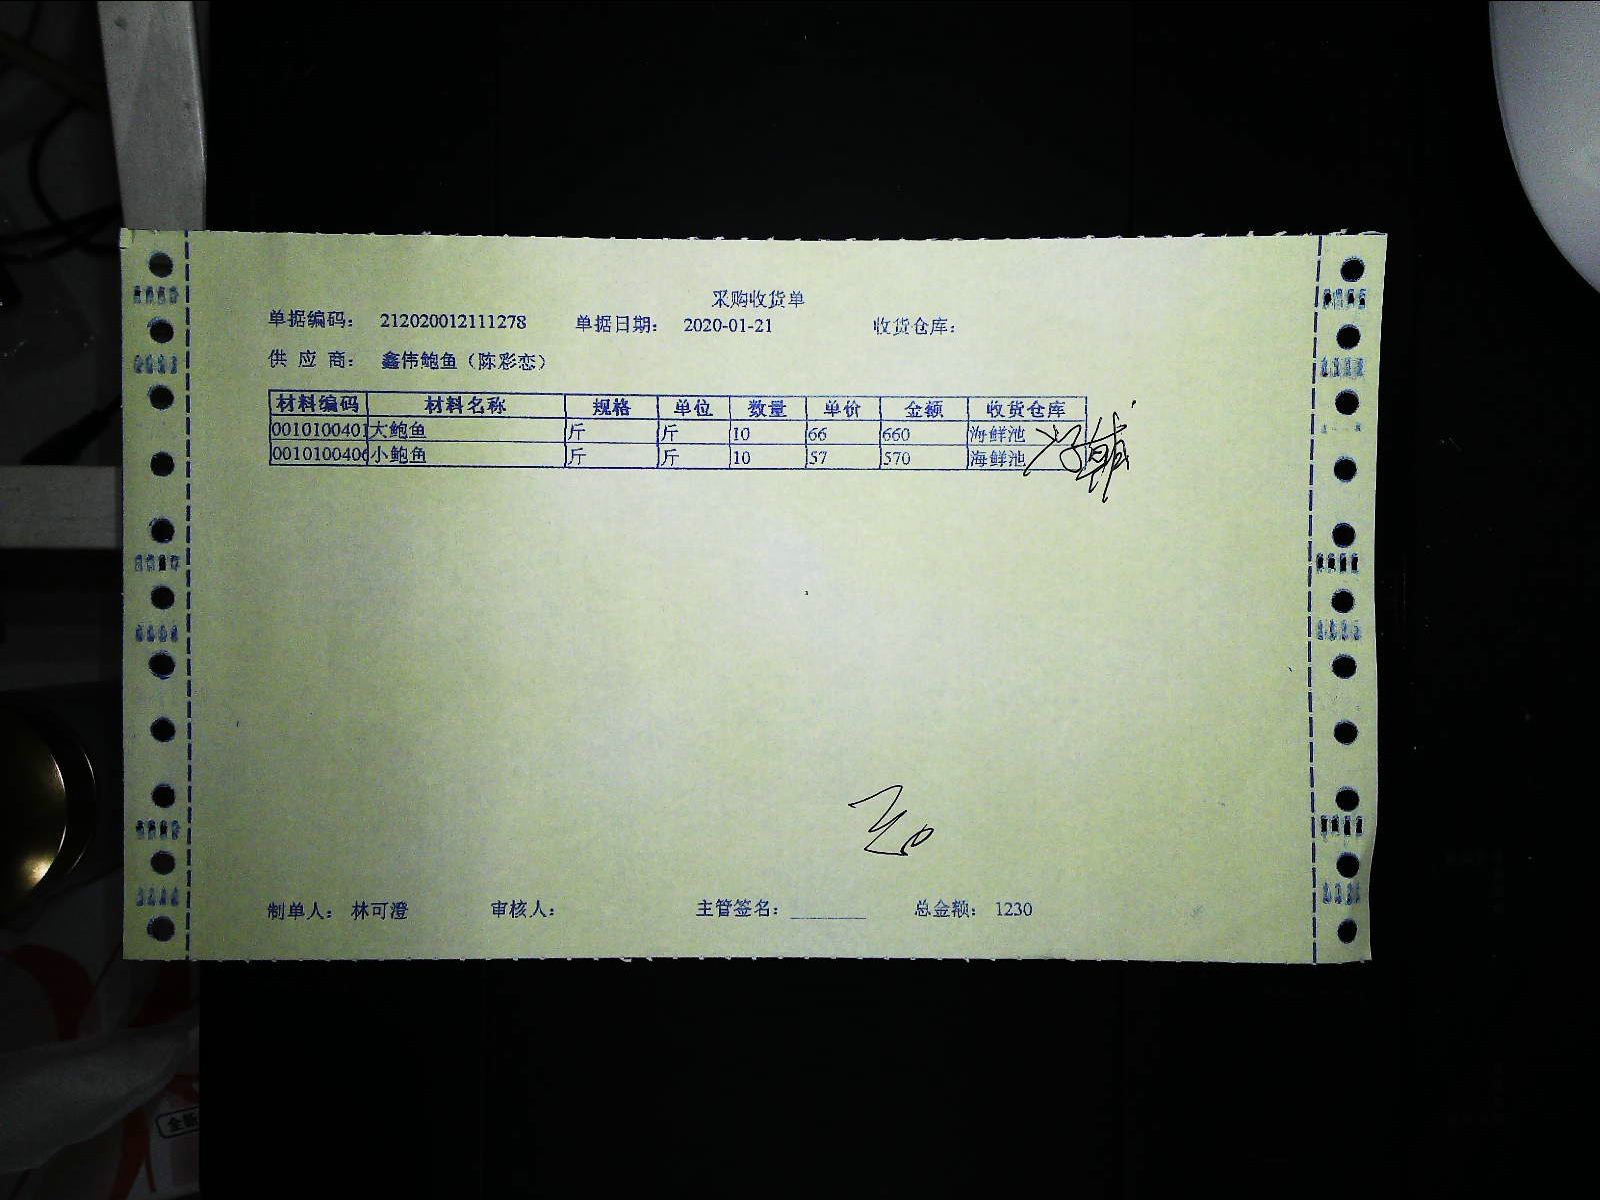 采购收货单
单据编码： 212020012111278 单据日期： 2020-01-21 收货仓库：
供 应 商： 鑫伟鲍鱼（陈彩恋）
材料编码 材料名称 规格 单位 数量 单价 金额 收货仓库
0010100401 大鲍鱼 斤 斤 10 66 660 海鲜池
0010100406 小鲍鱼 斤 斤 10 57 570 海鲜池
制单人： 林可澄 审核人： 主管签名： 总金额： 1230